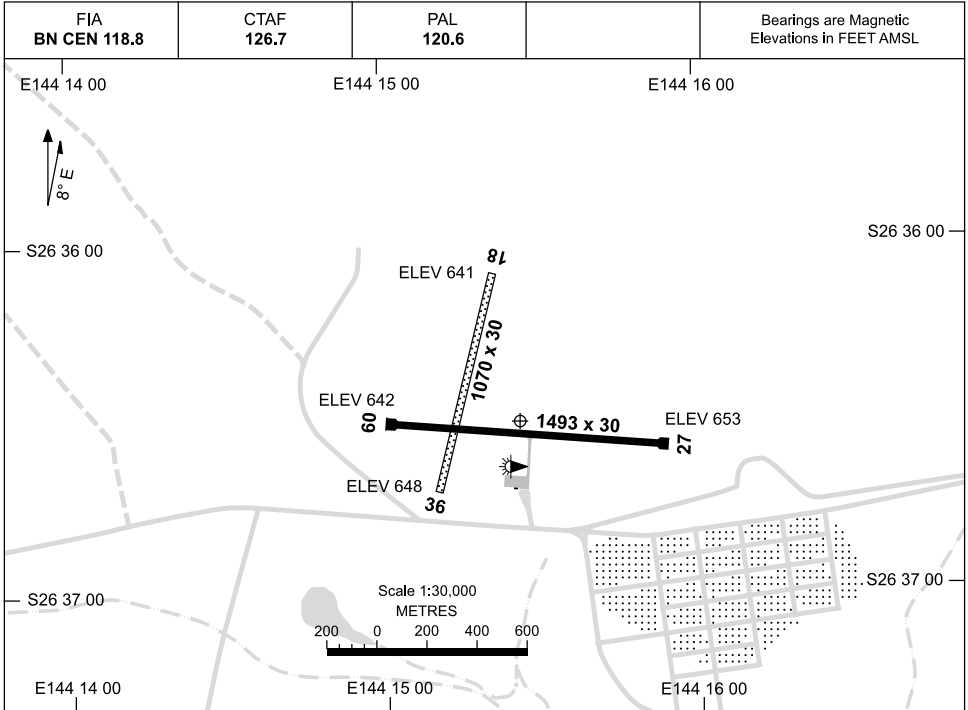 FIA
BN CEN 118.8
CTAF
126.7
PAL
120.6
Bearings are Magnetic
Elevations in FEET AMSL
E144 14 00
E144 15 00
E144 16 00
8° E
S26 36 00
S26 36 00
18
ELEV 641
1070 x 30
ELEV 642
09
1493 x 30
ELEV 653
27
ELEV 648
36
S26 37 00
S26 37 00
Scale 1:30,000
METRES
200 0 200 400 600
E144 14 00
E144 15 00
E144 16 00